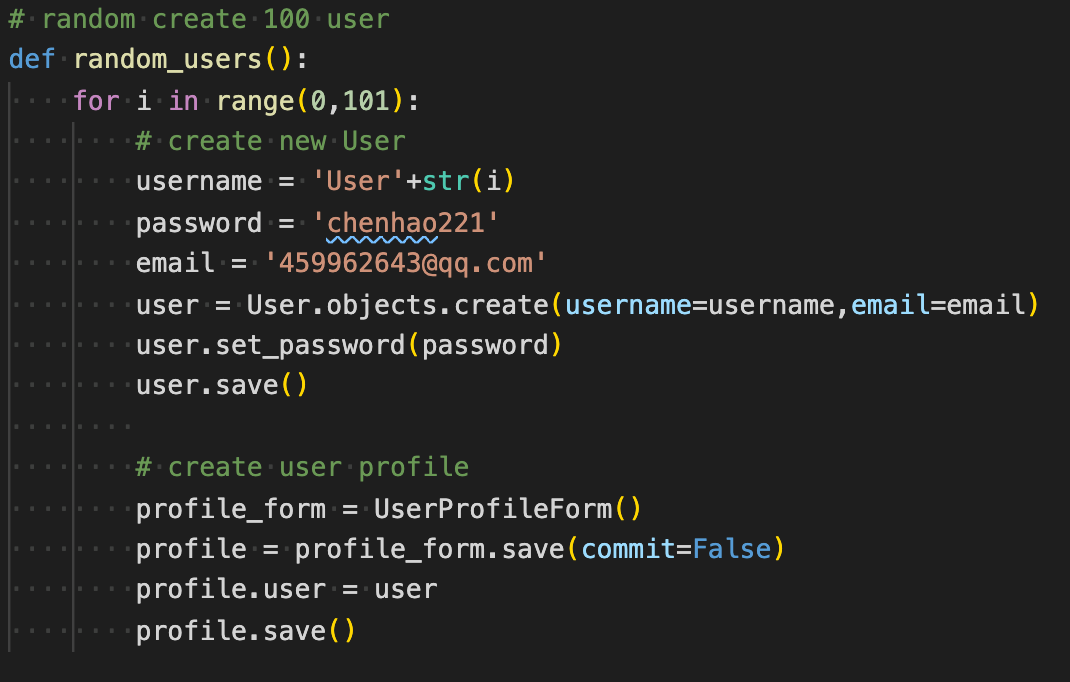 # random create 100 user
def random_users():
    for i in range(0,101):
        # create new User
        username = 'User'+str(i)
        password = 'chenhao221'
        email = '459962643@qq.com'
        user = User.objects.create(username=username,email=email)
        user.set_password(password)
        user.save()

        # create user profile
        profile_form = UserProfileForm()
        profile = profile_form.save(commit=False)
        profile.user = user
        profile.save()